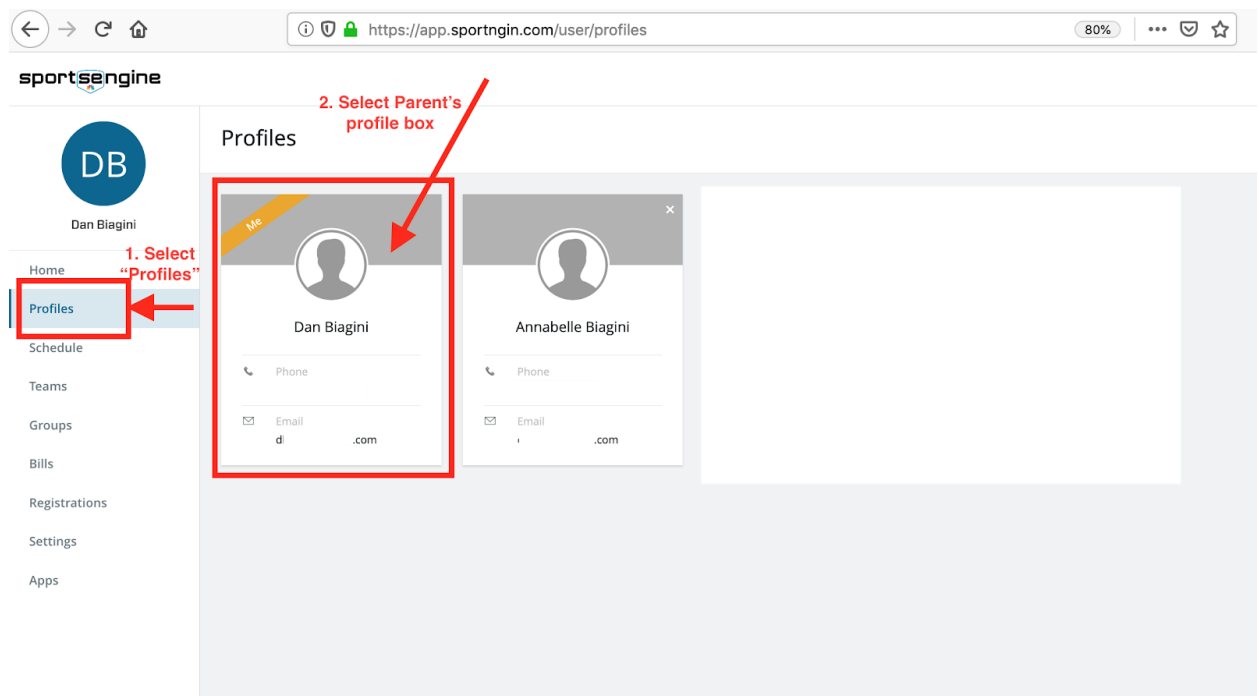 https://app.sportngin.com/user/profiles
80%
sportsengine
2. Select Parent's
profile box
DB
Profiles
Dan Biagini
Me
1. Select
“Profiles”
Home
Profiles
Schedule
Teams
Groups
Bills
Registrations
Settings
Apps
Dan Biagini
Phone
Email
.com
Annabelle Biagini
Phone
Email
.com